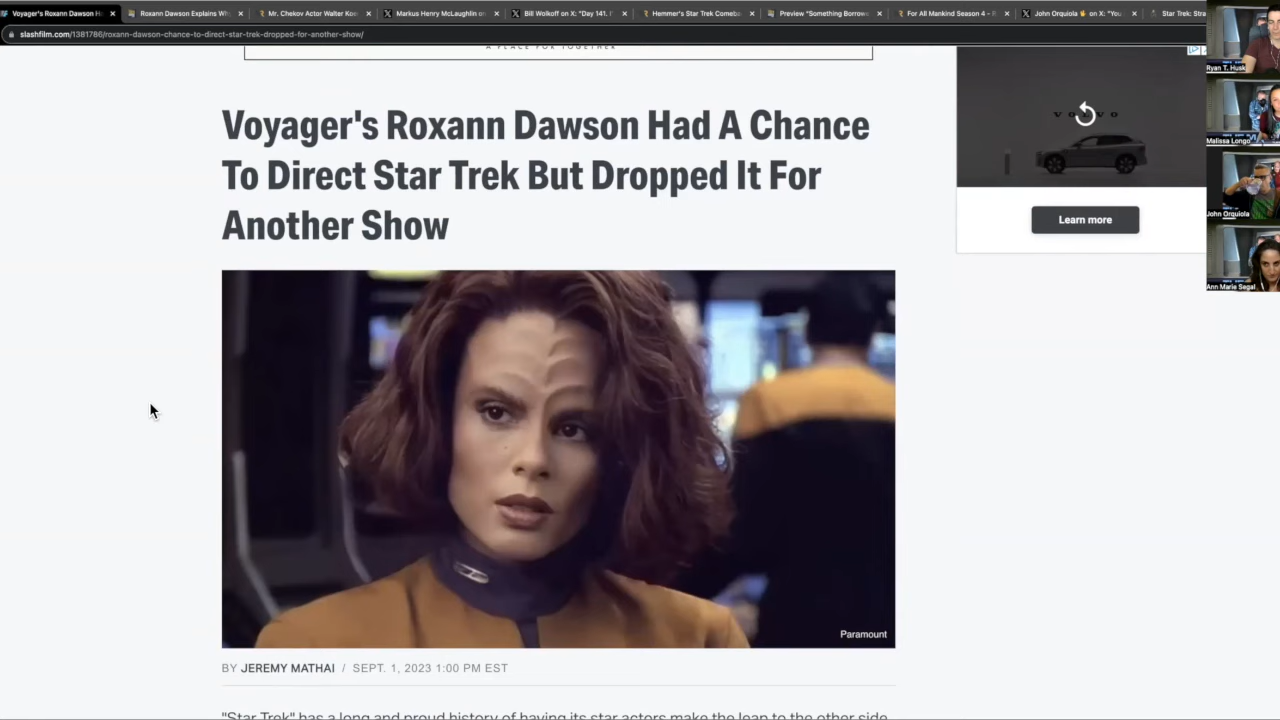 Voyager's Roxann Dawson H
Roxann Dawson Explains Wh
Mr. Chekov Actor Walter Koe
Markus Henry McLaughlin on
Bill Wolkoff on X: "Day 141. I'
Hemmer's Star Trek Comeba
Preview "Something Borrow
For All Mankind Season 4 –
John Orquiola on X: "You
Star Trek: Stra
slashfilm.com/1381786/roxann-dawson-chance-to-direct-star-trek-dropped-for-another-show/
A PLACE FOR TOGETHER
Voyager's Roxann Dawson Had A Chance
To Direct Star Trek But Dropped It For
Another Show
Paramount
BY JEREMY MATHAI / SEPT. 1, 2023 1:00 PM EST
"Star Trek" has a long and proud history of having its star actors make the leap to the other side
VOLVO
Learn more
Ryan T. Husk
Malissa Longo
John Orquiola
Ann Marie Segal